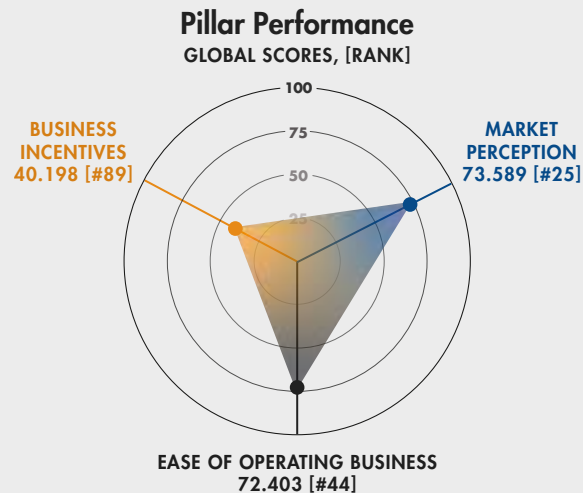 Pillar Performance
GLOBAL SCORES, [RANK]
100
75
50
25
BUSINESS
INCENTIVES
40.198 [#89]
MARKET
PERCEPTION
73.589 [#25]
EASE OF OPERATING BUSINESS
72.403 [#44]